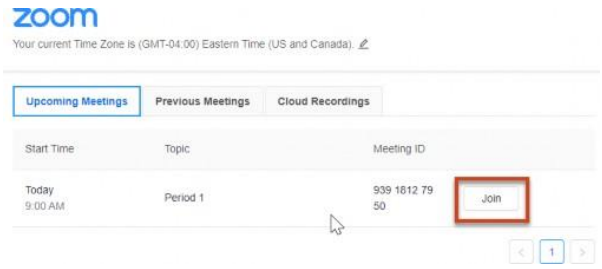 zoom
Your current Time Zone is (GMT-04:00) Eastern Time (US and Canada).
Upcoming Meetings Previous Meetings Cloud Recordings
Start Time Topic Meeting ID
Today
9:00 AM
Period 1
939 1812 79
50
Join
< 1 >